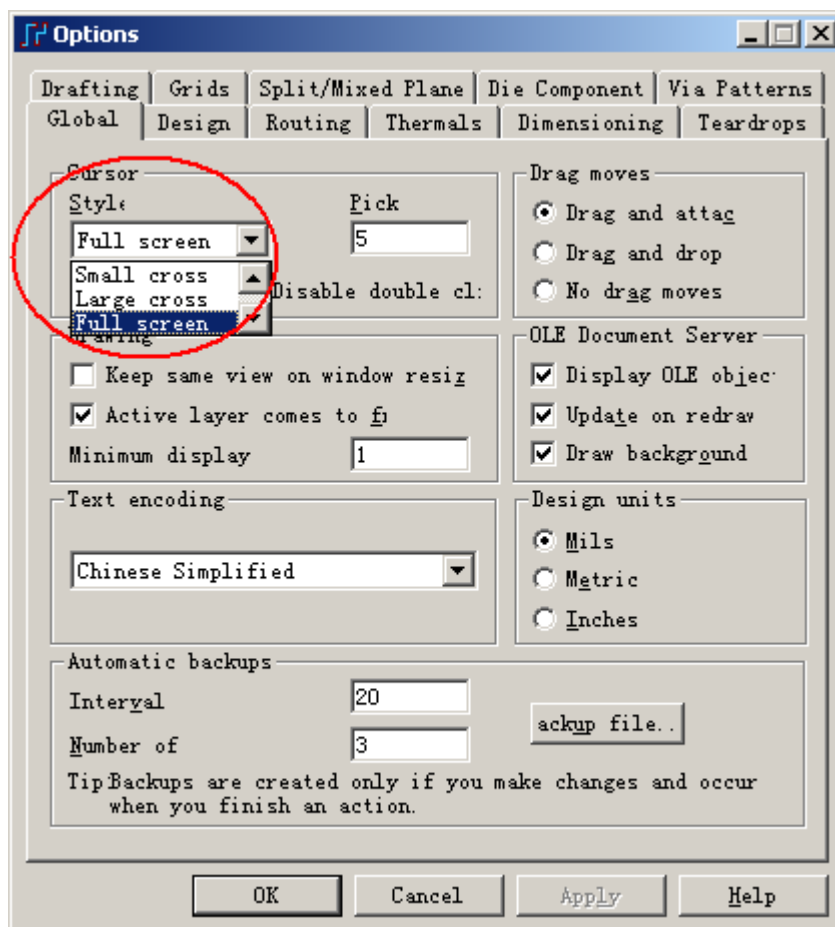 Options
Drafting Grids Split/Mixed Plane Die Component Via Patterns
Global Design Routing Thermals Dimensioning Teardrops
Cursor
Style
Pick
Full screen
5
Small cross
Large cross
Full screen
Disable double cl
Drag moves
Drag and attac
Drag and drop
No drag moves
Drawing
Keep same view on window resiz
Active layer comes to fr
Minimum display
1
OLE Document Server
Display OLE objec
Update on redraw
Draw background
Text encoding
Chinese Simplified
Design units
Mils
Metric
Inches
Automatic backups
Interval
20
Number of
3
ackup file..
Tip:Backups are created only if you make changes and occur
when you finish an action.
OK Cancel Apply Help